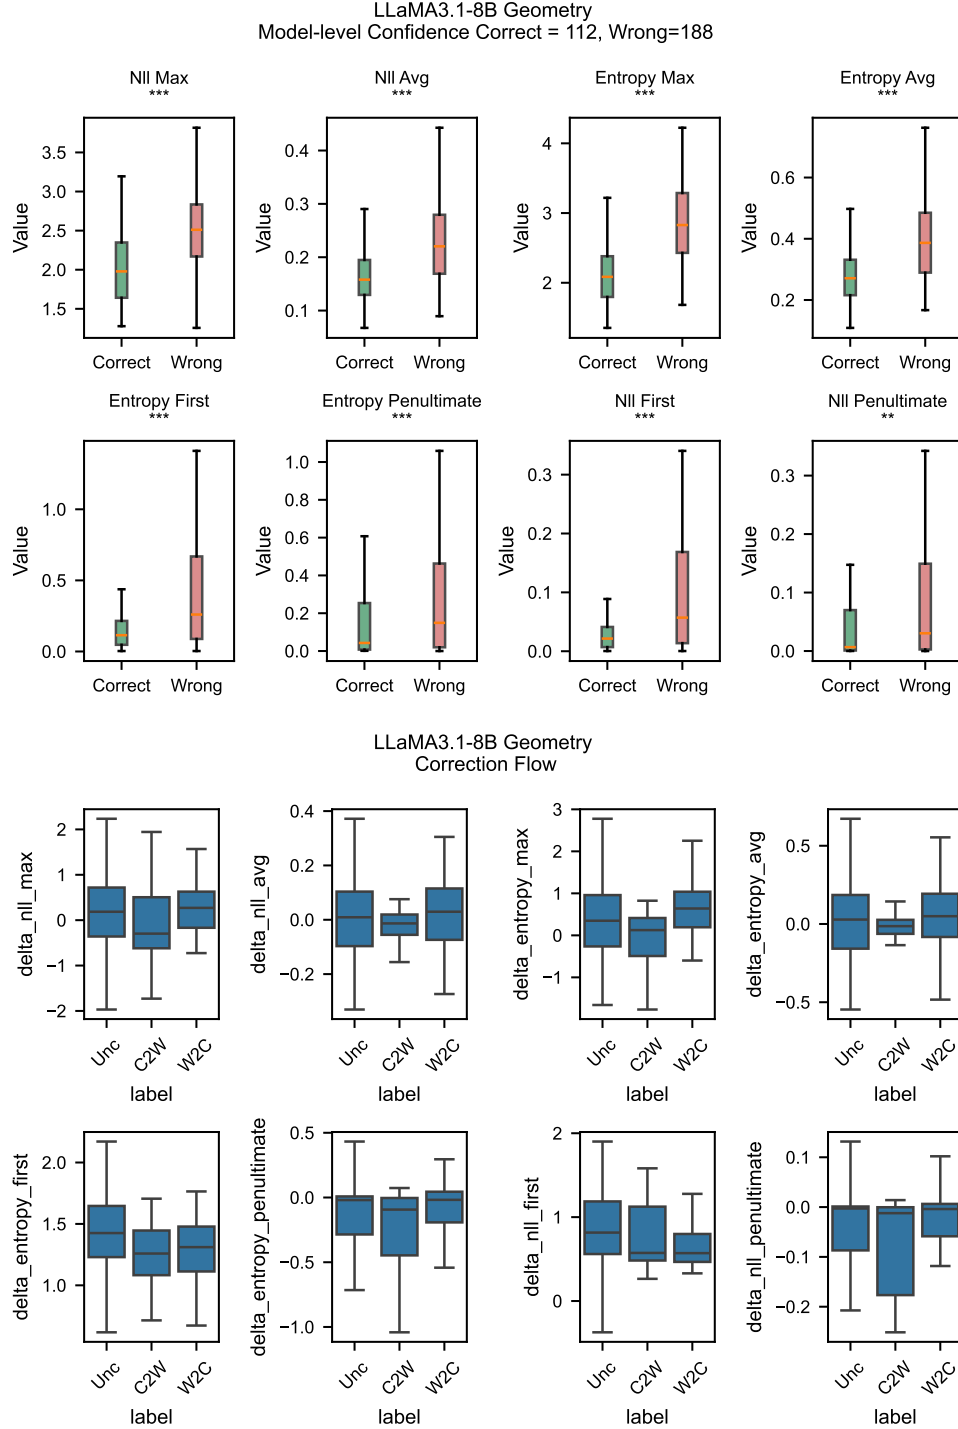 LLaMA3.1-8B Geometry
Model-level Confidence Correct = 112, Wrong=188
Nll Max
***
Nll Avg
***
Entropy Max
***
Entropy Avg
***
Value
3.5
3.0
2.5
2.0
1.5
Correct Wrong
Value
0.4
0.3
0.2
0.1
Correct Wrong
Value
4
3
2
Correct Wrong
Value
0.6
0.4
0.2
Correct Wrong
Entropy First
***
Entropy Penultimate
***
Nll First
***
Nll Penultimate
**
Value
1.0
0.5
0.0
Correct Wrong
Value
1.0
0.8
0.6
0.4
0.2
0.0
Correct Wrong
Value
0.3
0.2
0.1
0.0
Correct Wrong
Value
0.3
0.2
0.1
0.0
Correct Wrong
LLaMA3.1-8B Geometry
Correction Flow
delta_nll_max
2
1
0
−1
−2
Unc C2W W2C
label
delta_nll_avg
0.4
0.2
0.0
−0.2
Unc C2W W2C
label
delta_entropy_max
3
2
1
0
−1
Unc C2W W2C
label
delta_entropy_avg
0.5
0.0
−0.5
Unc C2W W2C
label
delta_entropy_first
2.0
1.5
1.0
Unc C2W W2C
label
delta_entropy_penultimate
0.5
0.0
−0.5
−1.0
Unc C2W W2C
label
delta_nll_first
2
1
0
Unc C2W W2C
label
delta_nll_penultimate
0.1
0.0
−0.1
−0.2
Unc C2W W2C
label